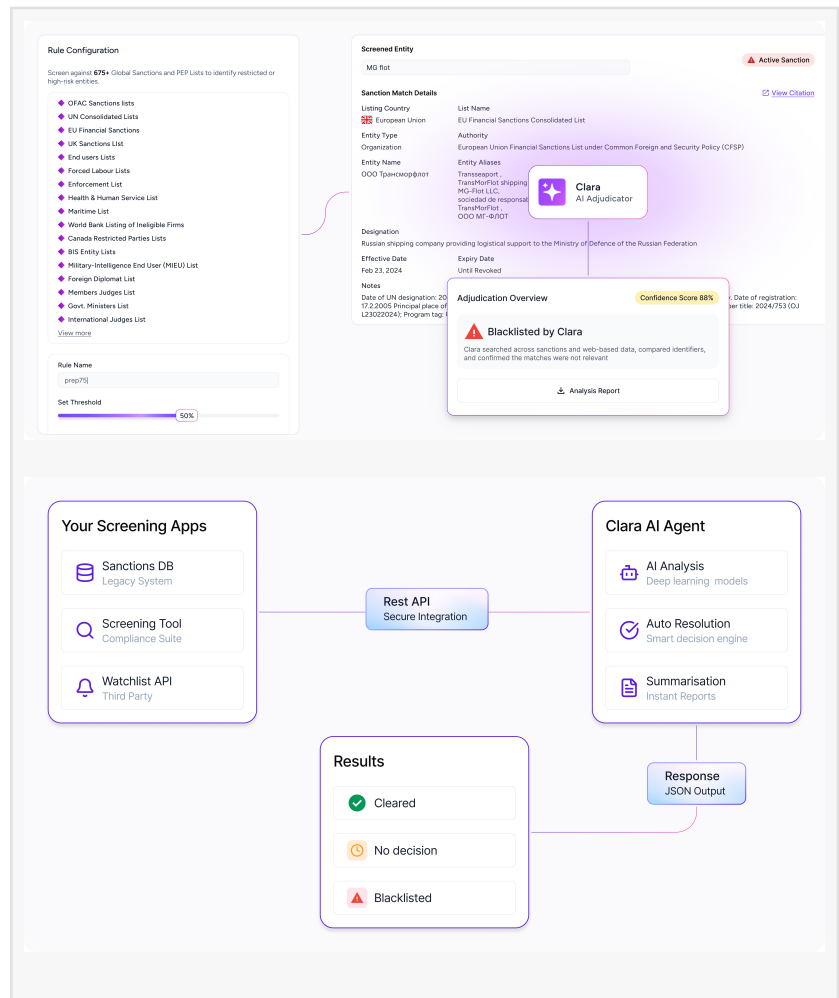 Rule Configuration
Screen against 675+ Global Sanctions and PEP Lists to identify restricted or
high-risk entities.
OFAC Sanctions lists
UN Consolidated Lists
EU Financial Sanctions
UK Sanctions LIst
End users Lists
Forced Labour Lists
Enforcement List
Health & Human Service List
Maritime List
World Bank Listing of Ineligible Firms
Canada Restricted Parties Lists
BIS Entity Lists
Military-Intelligence End User (MIEU) List
Foreign Diplomat List
Members Judges List
Govt. Ministers List
International Judges List
View more
Rule Name
prep75
Set Threshold
50%
Screened Entity
MG flot
Active Sanction
Sanction Match Details
View Citation
Listing Country
List Name
European Union
EU Financial Sanctions Consolidated List
Entity Type
Authority
Organization
European Union Financial Sanctions List under Common Foreign and Security Policy (CFSP)
Entity Name
Entity Aliases
ООО Трансморфлот
Transseaport ,
TransMorFlot shipping
MG-Flot LLC,
sociedad de
TransMorFlot ,
ООО МГ-ФЛОТ
Clara
AI Adjudicator
Designation
Russian shipping company providing logistical support to the Ministry of Defence of the Russian Federation
Effective Date
Expiry Date
Feb 23, 2024
Until Revoked
Notes
Date of UN designation:
Date of registration:
17.2.2005 Principal place of
title: 2024/753 (OJ
L23022024); Program tag:
Adjudication Overview
Confidence Score 88%
Blacklisted by Clara
Clara searched across sanctions and web-based data, compared identifiers,
and confirmed the matches were not relevant
Analysis Report
Your Screening Apps
Sanctions DB
Legacy System
Screening Tool
Compliance Suite
Watchlist API
Third Party
Rest API
Secure Integration
Clara AI Agent
AI Analysis
Deep learning models
Auto Resolution
Smart decision engine
Summarisation
Instant Reports
Response
JSON Output
Results
Cleared
No decision
Blacklisted